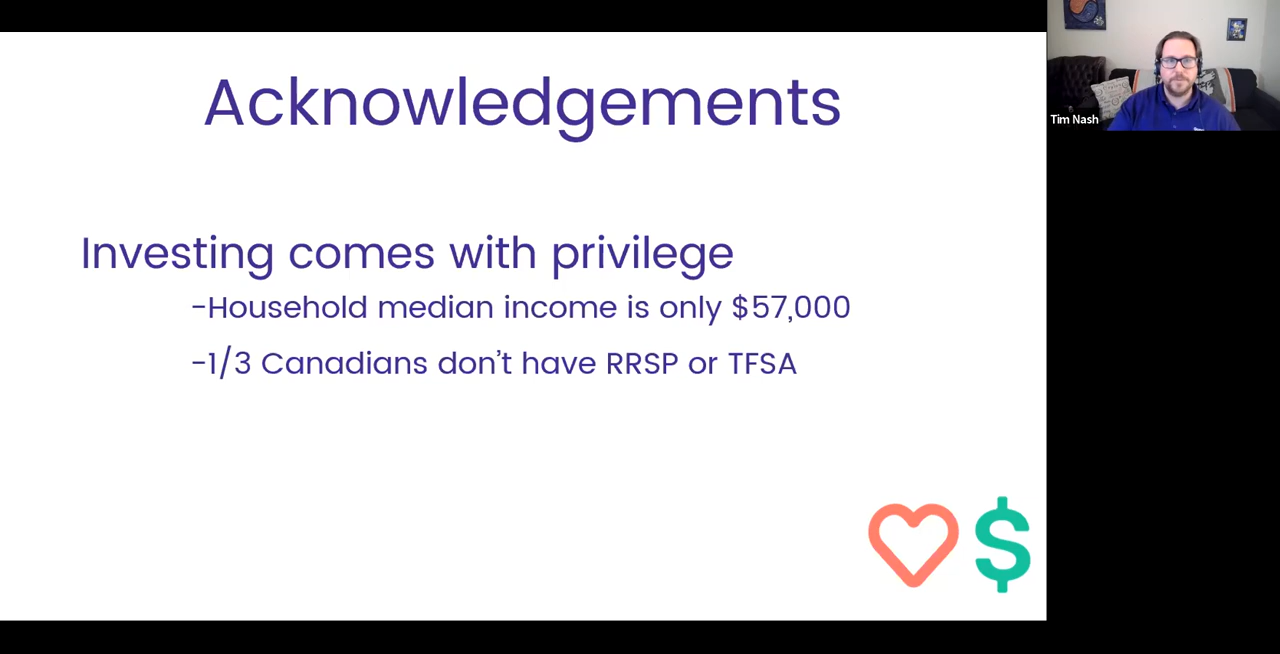 Acknowledgements
Investing comes with privilege
-Household median income is only $57,000
-1/3 Canadians don’t have RRSP or TFSA
$
Tim Nash